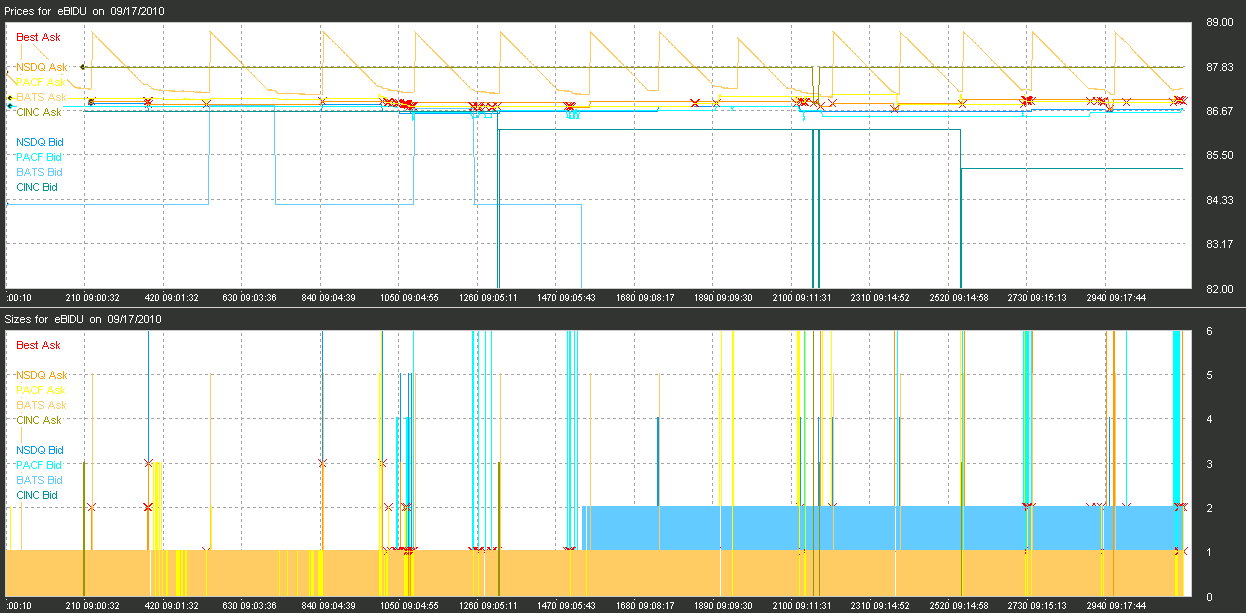 Prices for eBIDU on 09/17/2010
89.00
Best Ask
NSDQ Ask
87.83
PACF Ask
BATS Ask
CINC Ask
86.67
NSDQ Bid
PACF Bid
85.50
BATS Bid
CINC Bid
84.33
83.17
82.00
:00:10 210 09:00:32 420 09:01:32 630 09:03:36 840 09:04:39 1050 09:04:55 1260 09:05:11 1470 09:05:43 1680 09:08:17 1890 09:09:30 2100 09:11:31 2310 09:14:52 2520 09:14:58 2730 09:15:13 2940 09:17:44
Sizes for eBIDU on 09/17/2010
6
Best Ask
NSDQ Ask
5
PACF Ask
BATS Ask
CINC Ask
4
NSDQ Bid
PACF Bid
3
BATS Bid
CINC Bid
2
1
0
:00:10 210 09:00:32 420 09:01:32 630 09:03:36 840 09:04:39 1050 09:04:55 1260 09:05:11 1470 09:05:43 1680 09:08:17 1890 09:09:30 2100 09:11:31 2310 09:14:52 2520 09:14:58 2730 09:15:13 2940 09:17:44